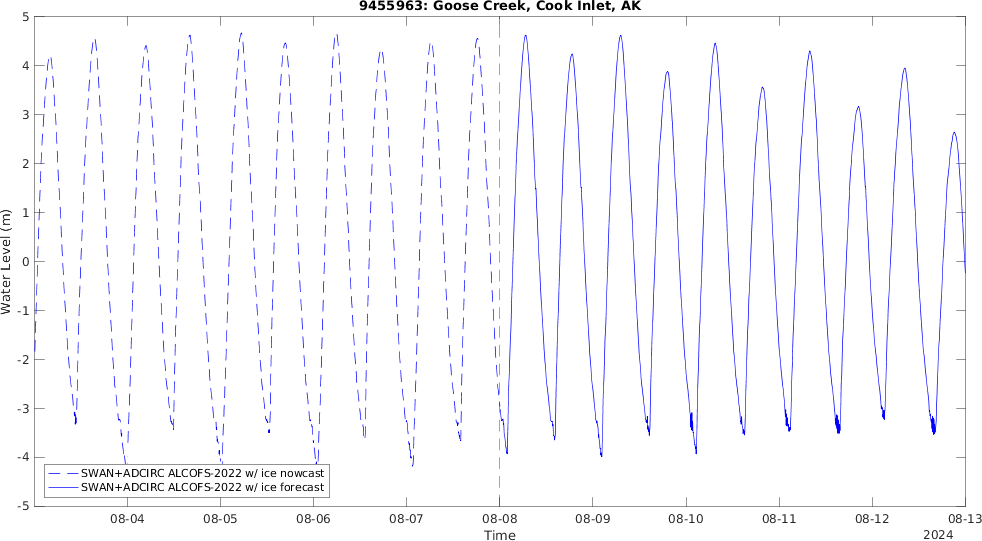 9455963: Goose Creek, Cook Inlet, AK
5
4
3
2
1
0
-1
-2
-3
-4
-5
Water Level (m)
SWAN+ADCIRC ALCOFS-2022 w/ ice nowcast
SWAN+ADCIRC ALCOFS-2022 w/ ice forecast
08-04 08-05 08-06 08-07 08-08 08-09 08-10 08-11 08-12 08-13
Time
2024